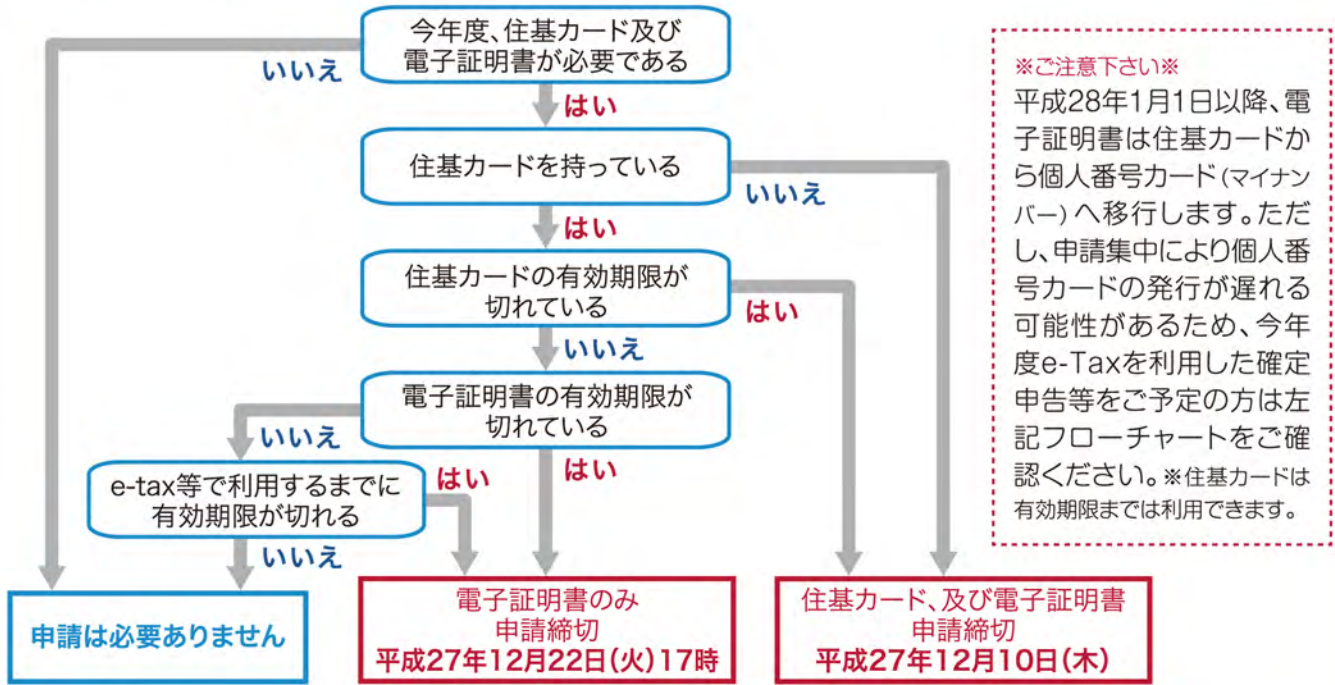 今年度、住基カード及び
電子証明書が必要である
いいえ
はい
住基カードを持っている
いいえ
はい
住基カードの有効期限が
切れている
はい
いいえ
電子証明書の有効期限が
切れている
いいえ
はい
e-tax等で利用するまでに
有効期限が切れる
はい
いいえ
申請は必要ありません
電子証明書のみ
申請締切
平成27年12月22日(火)17時
住基カード、及び電子証明書
申請締切
平成27年12月10日(木)
※ご注意下さい※
平成28年1月1日以降、電
子証明書は住基カードか
ら個人番号カード(マイナン
バー)へ移行します。ただ
し、申請集中により個人番
号カードの発行が遅れる
可能性があるため、今年
度e-Taxを利用した確定
申告等をご予定の方は左
記フローチャートをご確
認ください。※住基カードは
有効期限までは利用できます。